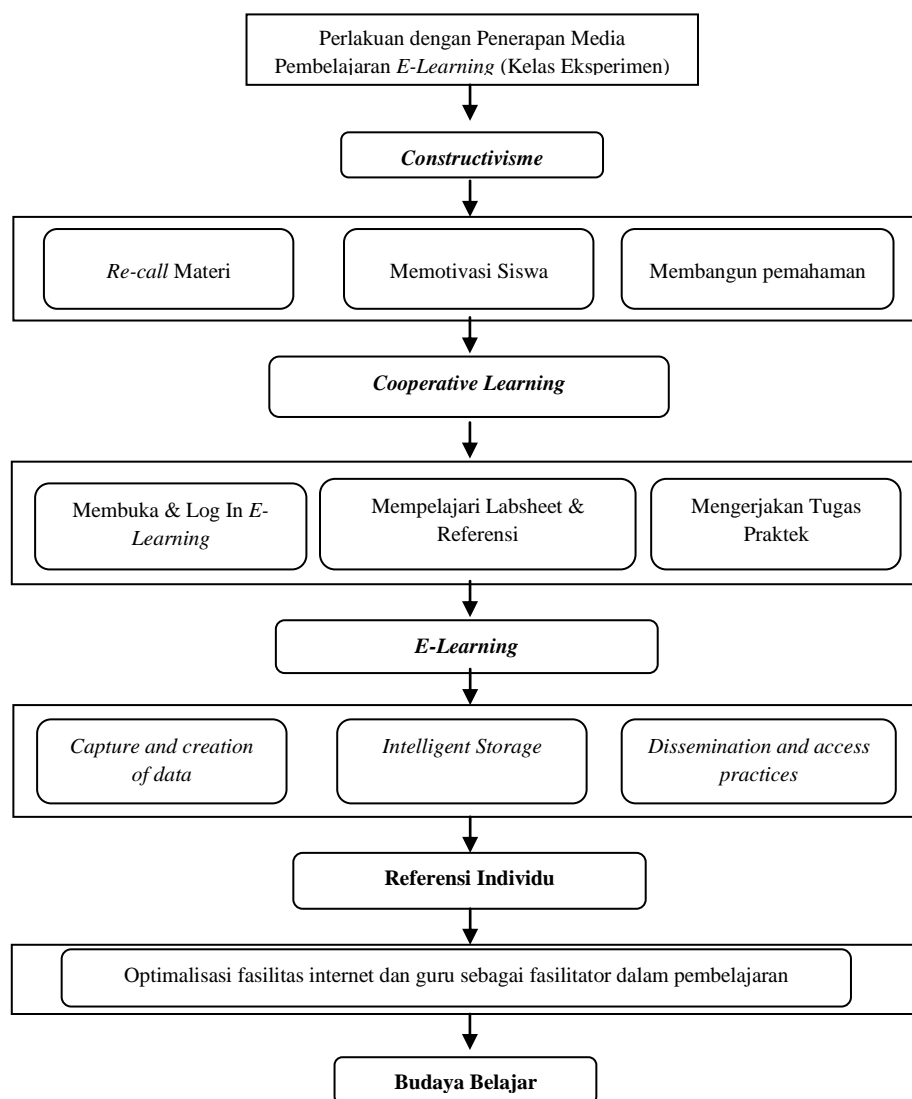 Perlakuan dengan Penerapan Media
Pembelajaran E-Learning (Kelas Eksperimen)
Constructivisme
Re-call Materi
Memotivasi Siswa
Membangun pemahaman
Cooperative Learning
Membuka & Log In E-
Learning
Mempelajari Labsheet &
Referensi
Mengerjakan Tugas
Praktek
E-Learning
Capture and creation
of data
Intelligent Storage
Dissemination and access
practices
Referensi Individu
Optimalisasi fasilitas internet dan guru sebagai fasilitator dalam pembelajaran
Budaya Belajar